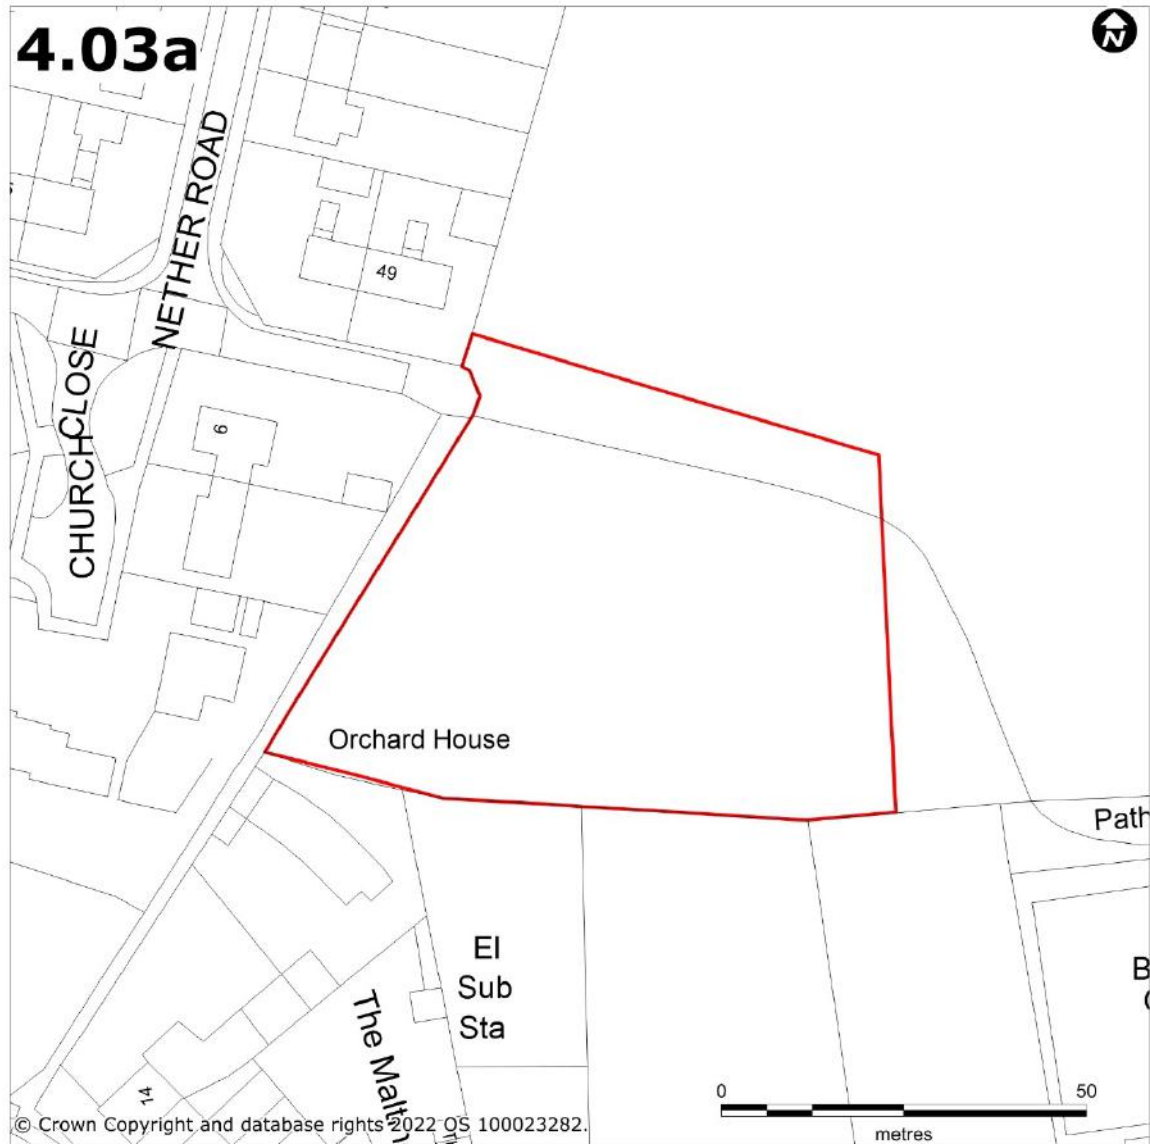 4.03a
N
NETHER ROAD
49
CHURCH CLOSE
6
Orchard House
Path
El
Sub
Sta
The Malth
B
14
0 50
metres
© Crown Copyright and database rights 2022 OS 100023282.